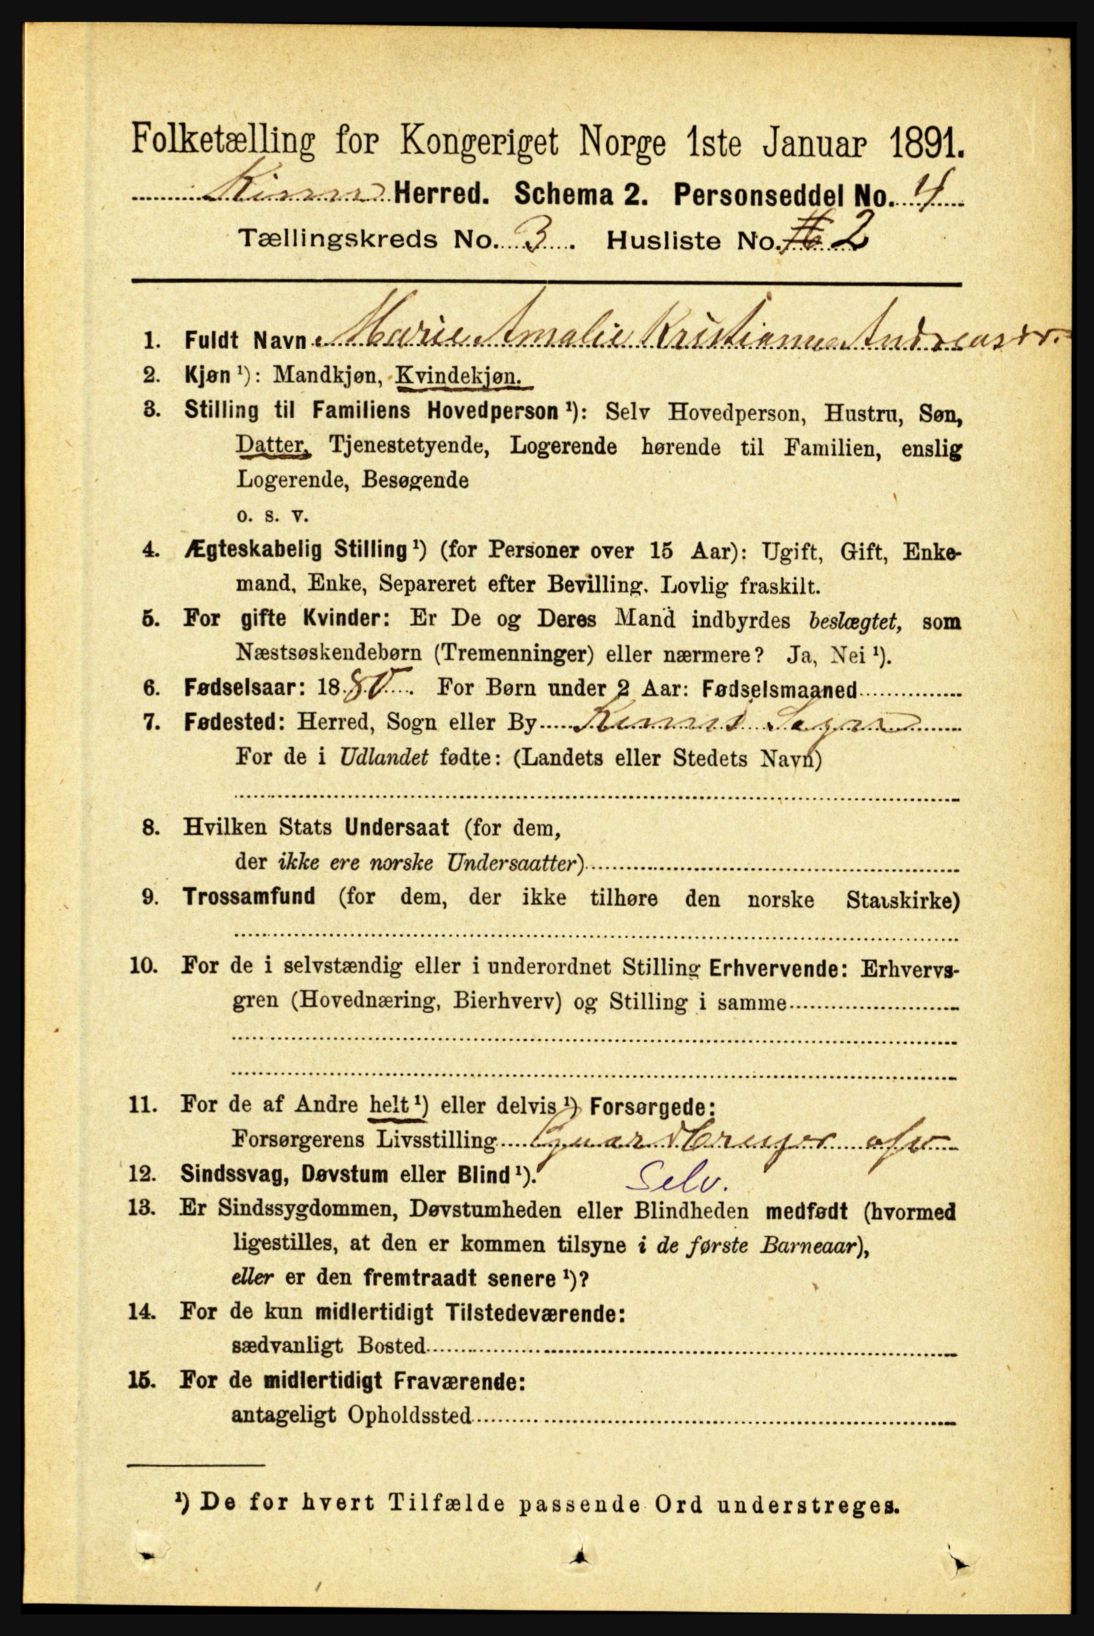 Folketælling for Kongeriget Norge 1ste Januar 1891.
Kinn Herred. Schema 2. Personseddel No. 4
Tællingskreds No. 3. Husliste No. 2
1. Fuldt Navn Marie Amalie Kristianne Andreasdr.
2. Kjøn ¹): Mandkjøn, Kvindekjøn.
3. Stilling til Familiens Hovedperson ¹): Selv Hovedperson, Hustru, Søn,
Datter, Tjenestetyende, Logerende hørende til Familien, enslig
Logerende, Besøgende
o. s. v.
4. Ægteskabelig Stilling ¹) (for Personer over 15 Aar): Ugift, Gift, Enke-
mand, Enke, Separeret efter Bevilling. Lovlig fraskilt.
5. For gifte Kvinder: Er De og Deres Mand indbyrdes beslægtet, som
Næstsøskendebørn (Tremenninger) eller nærmere? Ja, Nei ¹).
6. Fødselsaar: 1880. For Børn under 2 Aar: Fødselsmaaned
7. Fødested: Herred, Sogn eller By Kinns Sogn
For de i Udlandet fødte: (Landets eller Stedets Navn)
8. Hvilken Stats Undersaat (for dem,
der ikke ere norske Undersaatter)
9. Trossamfund (for dem, der ikke tilhøre den norske Statskirke)
10. For de i selvstændig eller i underordnet Stilling Erhvervende: Erhvervs-
gren (Hovednæring, Bierhverv) og Stilling i samme
11. For de af Andre helt ¹) eller delvis ¹) Forsørgede:
Forsørgerens Livsstilling Gaardbruger osv
12. Sindssvag, Døvstum eller Blind ¹). Selv.
13. Er Sindssygdommen, Døvstumheden eller Blindheden medfødt (hvormed
ligestilles, at den er kommen tilsyne i de første Barneaar),
eller er den fremtraadt senere ¹)?
14. For de kun midlertidigt Tilstedeværende:
sædvanligt Bosted
15. For de midlertidigt Fraværende:
antageligt Opholdssted
¹) De for hvert Tilfælde passende Ord understreges.